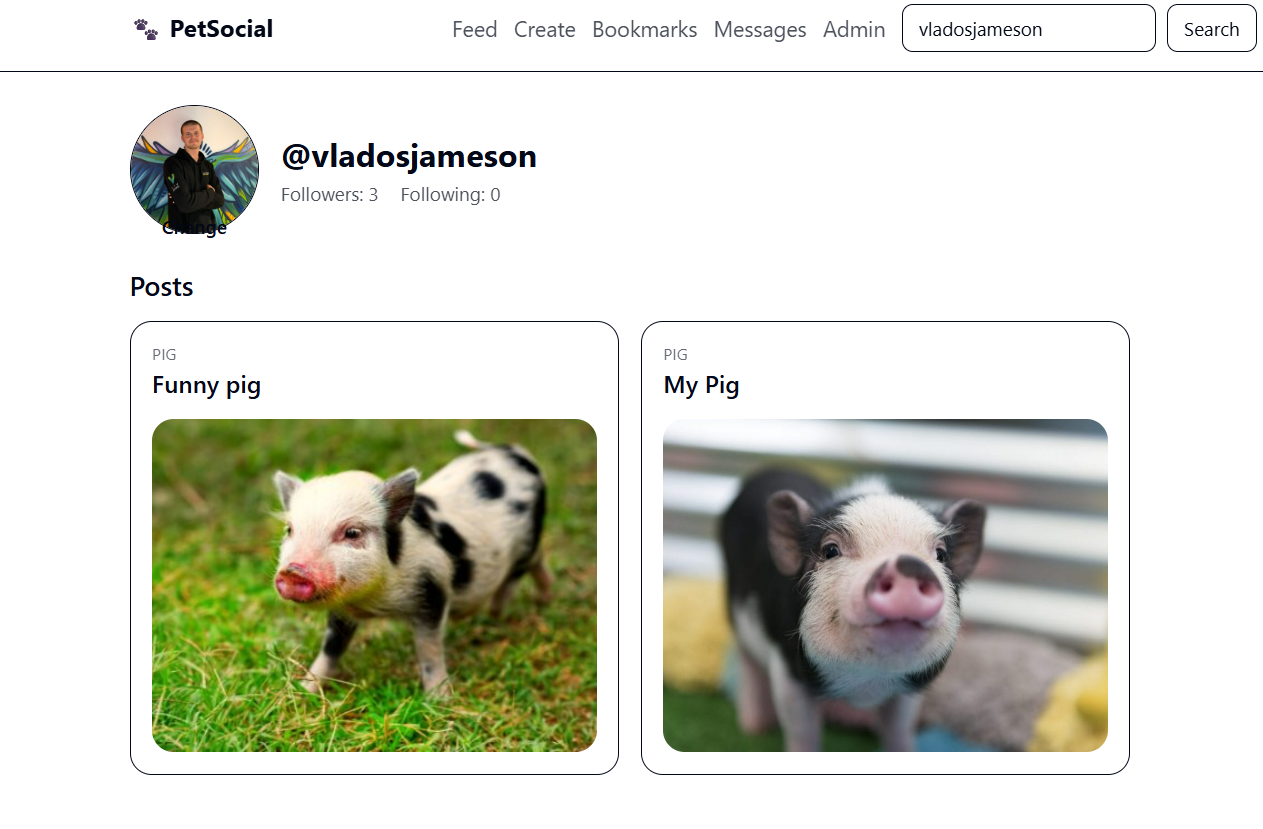 PetSocial
Feed Create Bookmarks Messages Admin vladosjameson Search
@vladosjameson
Followers: 3 Following: 0
Change
Posts
PIG
Funny pig
PIG
My Pig